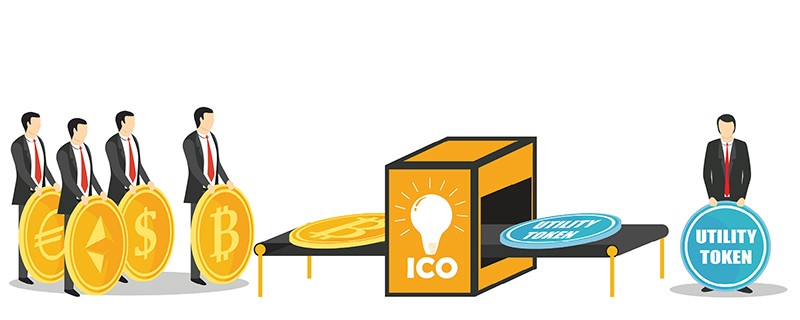 €
$
₿
₿
ICO
UTILITY
TOKEN
UTILITY
TOKEN